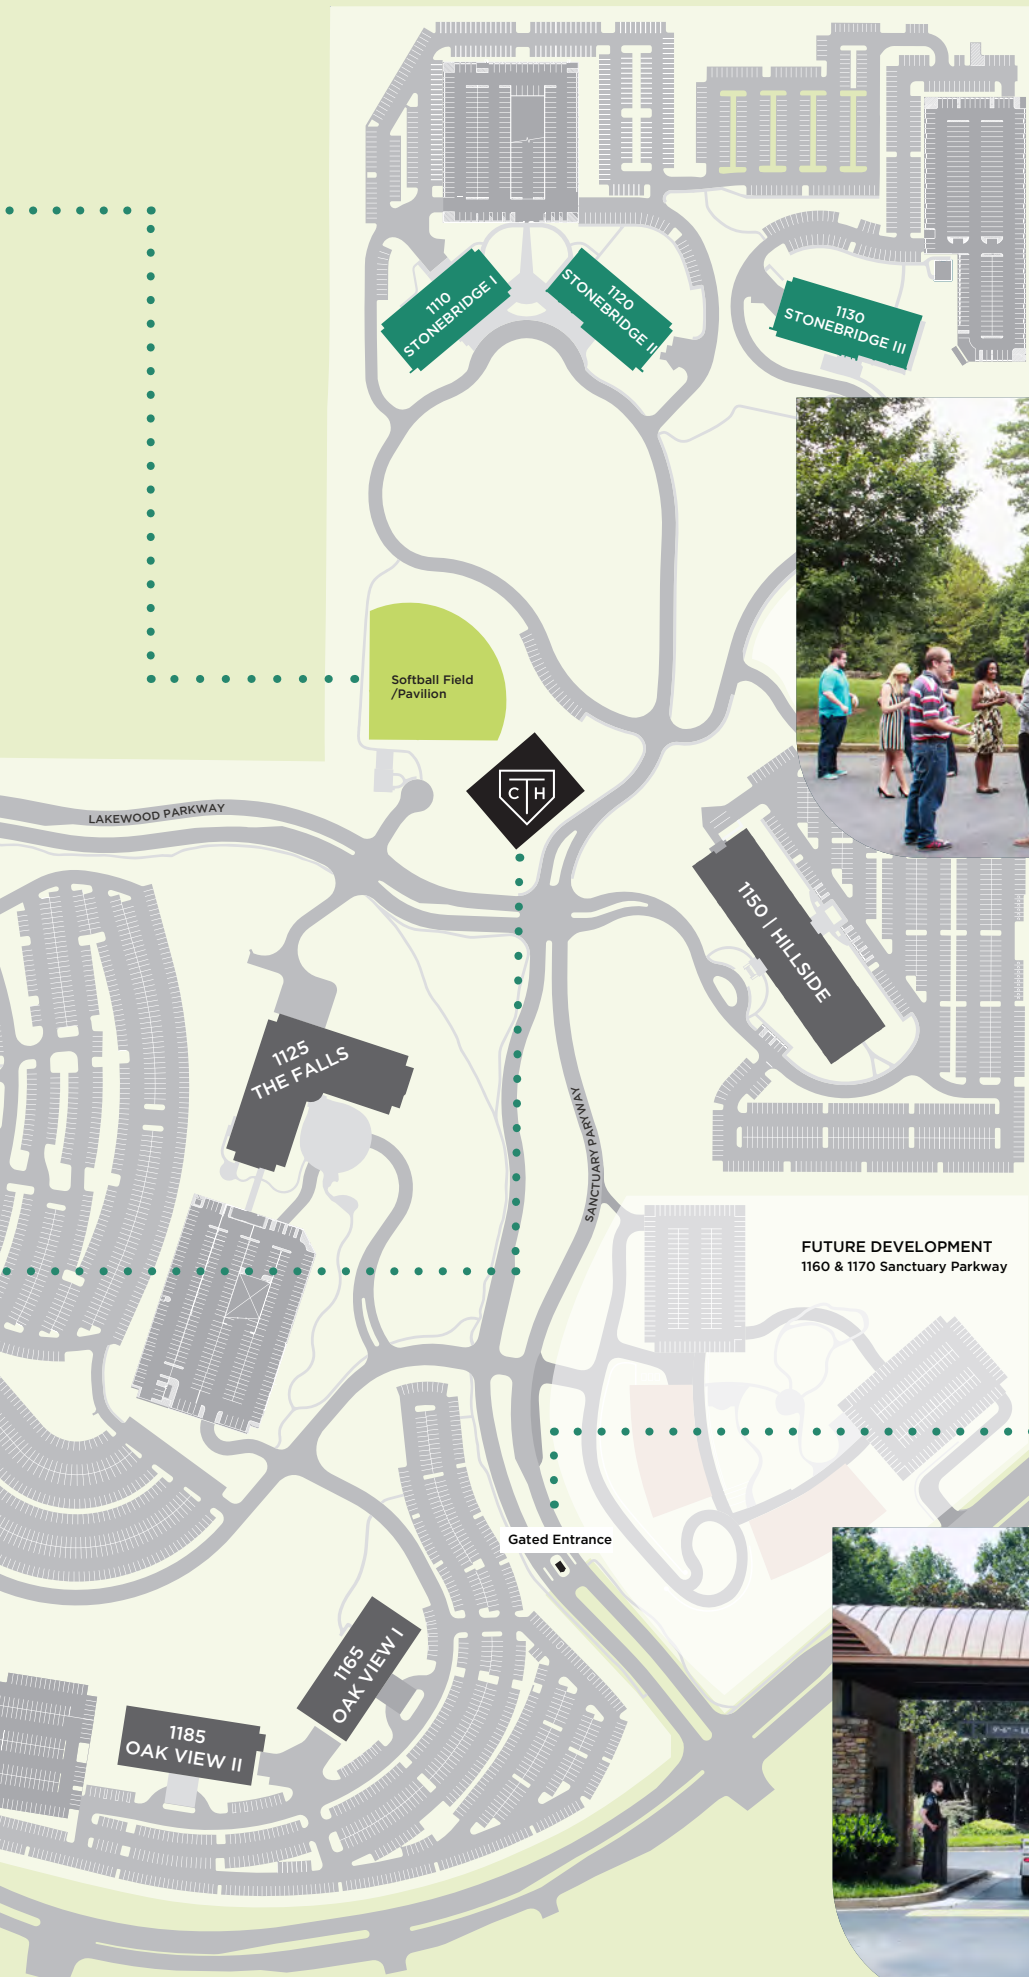 1110
STONEBRIDGE I
1120
STONEBRIDGE II
1130
STONEBRIDGE III
Softball Field
/Pavilion
C T H
LAKEWOOD PARKWAY
1150 | HILLSIDE
1125
THE FALLS
SANCTUARY PARYWAY
FUTURE DEVELOPMENT
1160 & 1170 Sanctuary Parkway
Gated Entrance
1165
OAK VIEW I
1185
OAK VIEW II